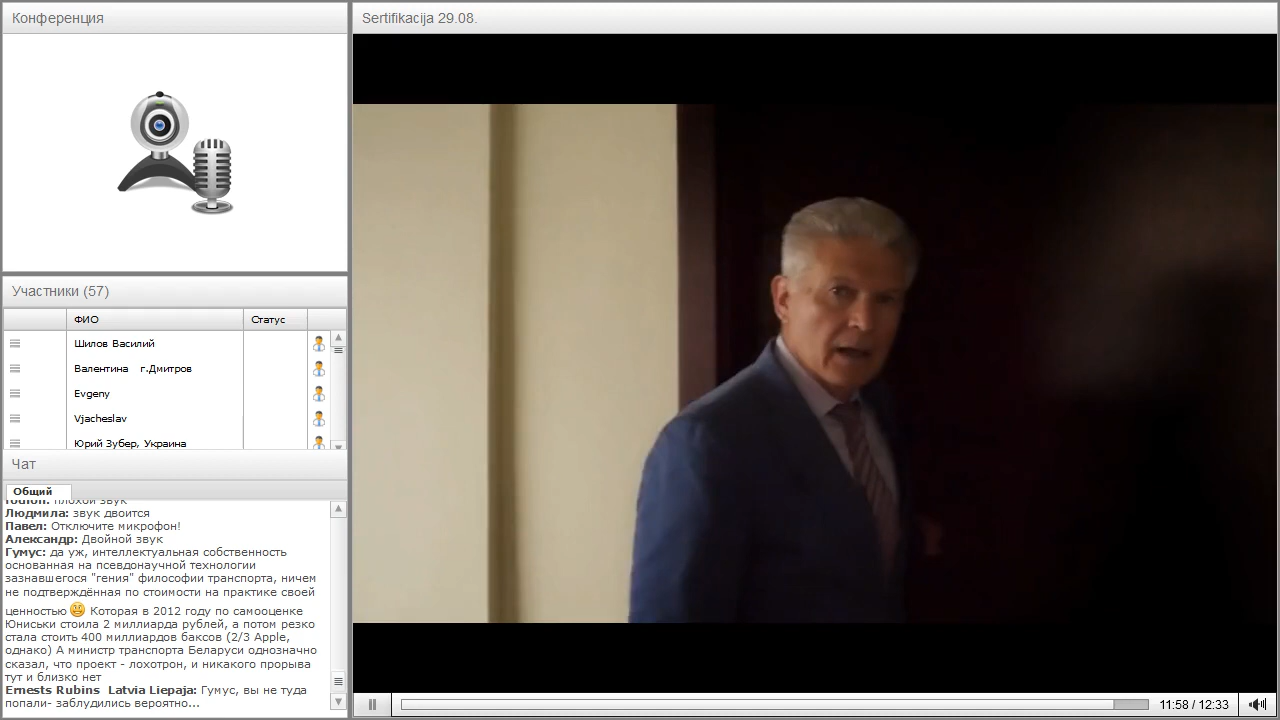 Конференция
Sertifikacija 29.08.
Участники (57)
ФИО
Статус
Шилов Василий
Валентина г.Дмитров
Evgeny
Vjacheslav
Юрий Зубер, Украина
Чат
Общий
плохой звук
Людмила: звук двоится
Павел: Отключите микрофон!
Александр: Двойной звук
Гумус: да уж, интеллектуальная собственность
основанная на псевдонаучной технологии
зазнавшегося "гения" философии транспорта, ничем
не подтверждённая по стоимости на практике своей
ценностью Которая в 2012 году по самооценке
Юниськи стоила 2 миллиарда рублей, а потом резко
стала стоить 400 миллиардов баксов (2/3 Apple,
однако) А министр транспорта Беларуси однозначно
сказал, что проект - лохотрон, и никакого прорыва
тут и близко нет
Ernests Rubins Latvia Liepaja: Гумус, вы не туда
попали- заблудились вероятно...
11:58 / 12:33